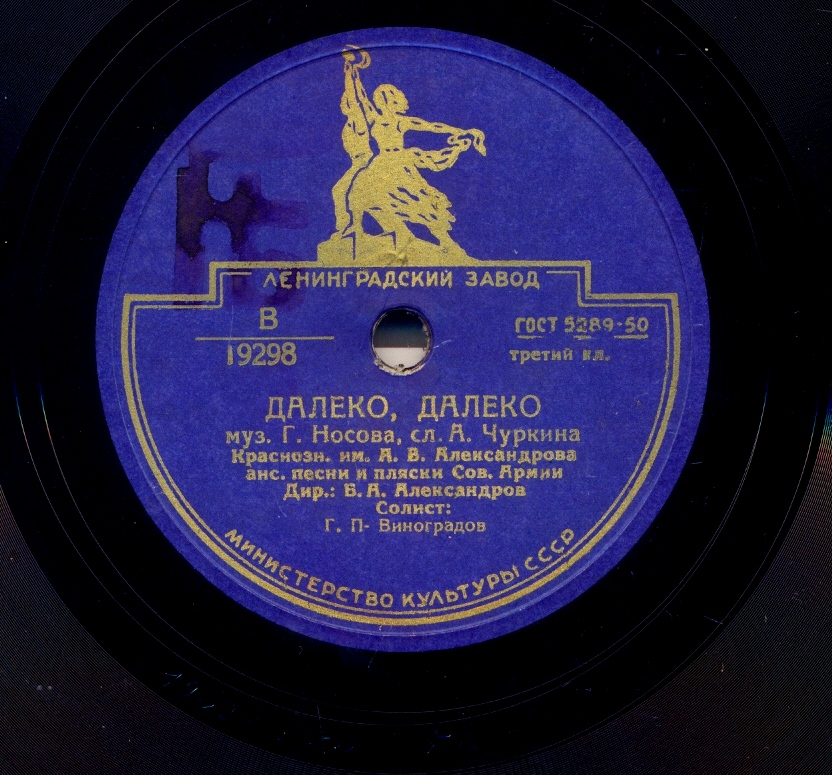 ЛЕНИНГРАДСКИЙ ЗАВОД
В
19298
ГОСТ 5289-50
третий кл.
ДАЛЕКО, ДАЛЕКО
муз. Г. Носова, сл. А. Чуркина
Краснозн. им. А. В. Александрова
анс. песни и пляски Сов. Армии
Дир.: Б. А. Александров
Солист:
Г. П- Виноградов
МИНИСТЕРСТВО КУЛЬТУРЫ СССР